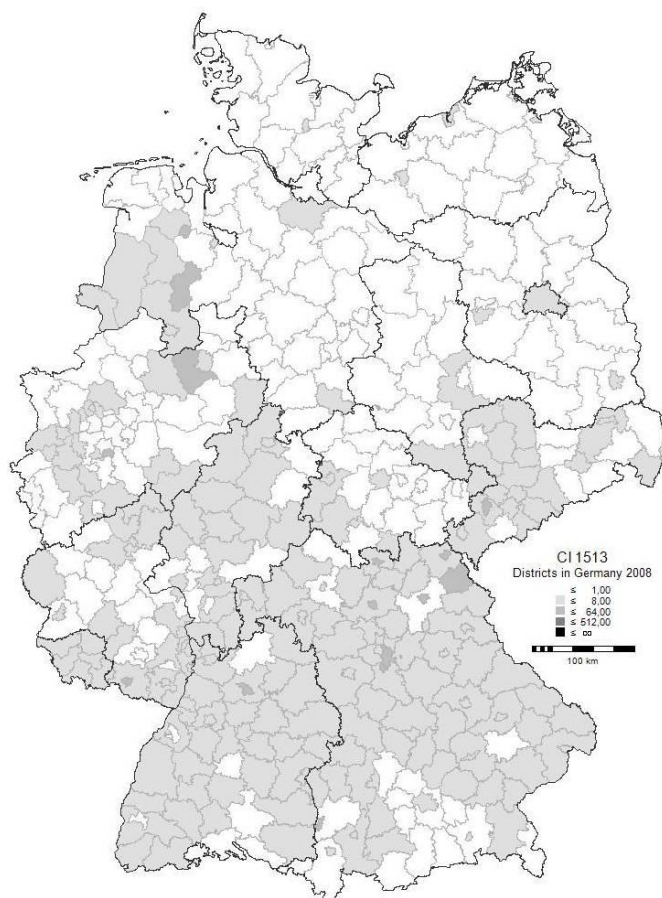 CI 1513
Districts in Germany 2008
≤ 1,00
≤ 8,00
≤ 64,00
≤ 512,00
≤ ∞
100 km